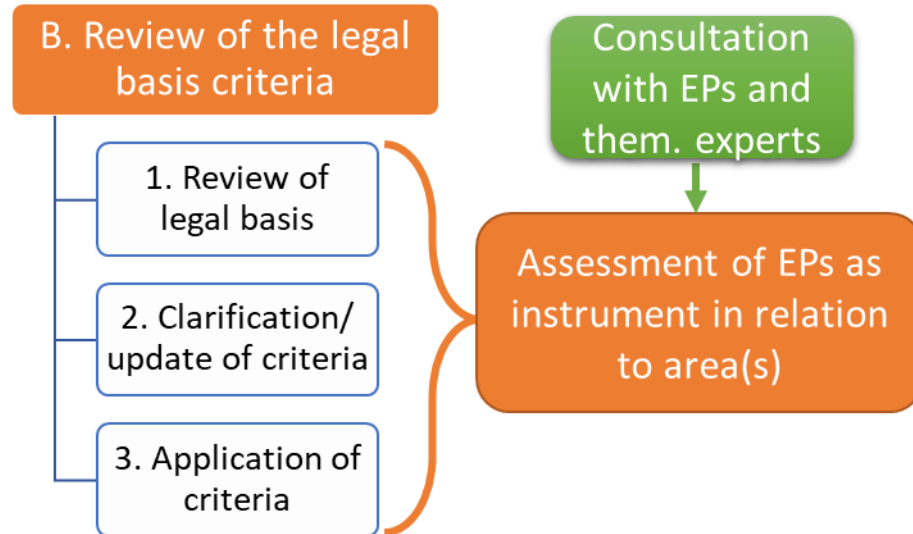 B. Review of the legal
basis criteria
1. Review of
legal basis
2. Clarification/
update of criteria
3. Application of
criteria
Consultation
with EPs and
them. experts
Assessment of EPs as
instrument in relation
to area(s)